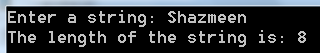 Enter a string: Shazmeen
The length of the string is: 8